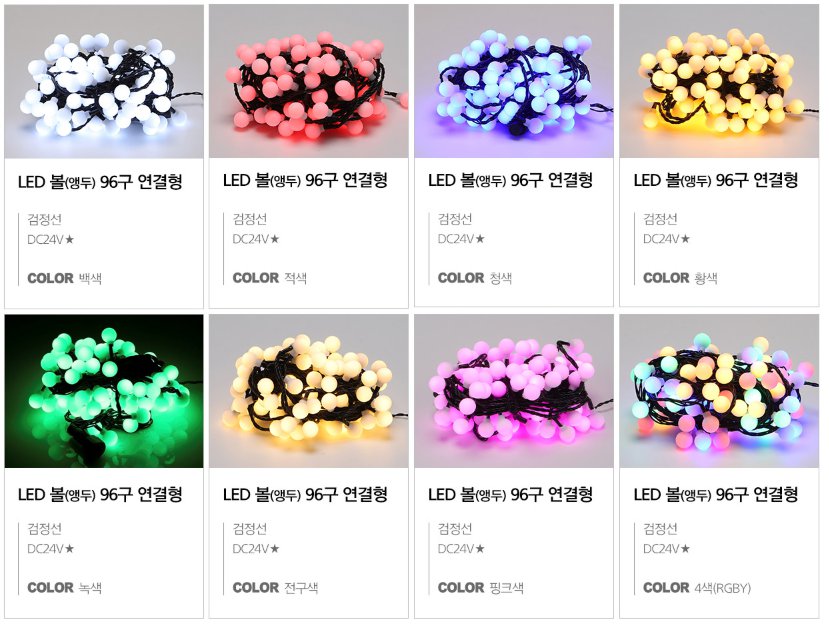 LED 볼(앵두) 96구 연결형
검정선
DC24V★
COLOR 백색
LED 볼(앵두) 96구 연결형
검정선
DC24V★
COLOR 적색
LED 볼(앵두) 96구 연결형
검정선
DC24V★
COLOR 청색
LED 볼(앵두) 96구 연결형
검정선
DC24V★
COLOR 황색
LED 볼(앵두) 96구 연결형
검정선
DC24V★
COLOR 녹색
LED 볼(앵두) 96구 연결형
검정선
DC24V★
COLOR 전구색
LED 볼(앵두) 96구 연결형
검정선
DC24V★
COLOR 핑크색
LED 볼(앵두) 96구 연결형
검정선
DC24V★
COLOR 4색(RGBY)